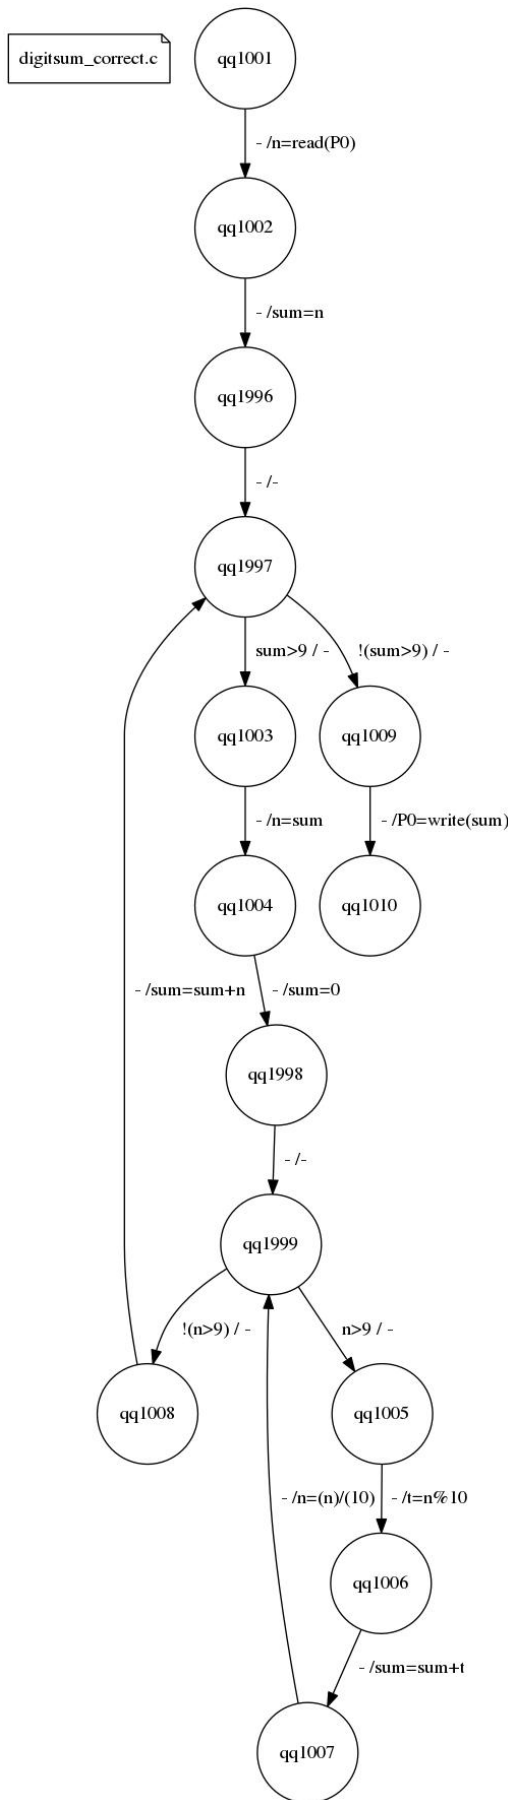 digitsum_correct.c
qq1001
- /n=read(P0)
qq1002
- /sum=n
qq1996
- /-
qq1997
sum>9 / -
!(sum>9) / -
qq1003
qq1009
- /n=sum
- /P0=write(sum)
qq1004
qq1010
- /sum=sum+n
- /sum=0
qq1998
- /-
qq1999
!(n>9) / -
n>9 / -
qq1008
qq1005
- /n=(n)/(10)
- /t=n%10
qq1006
- /sum=sum+t
qq1007